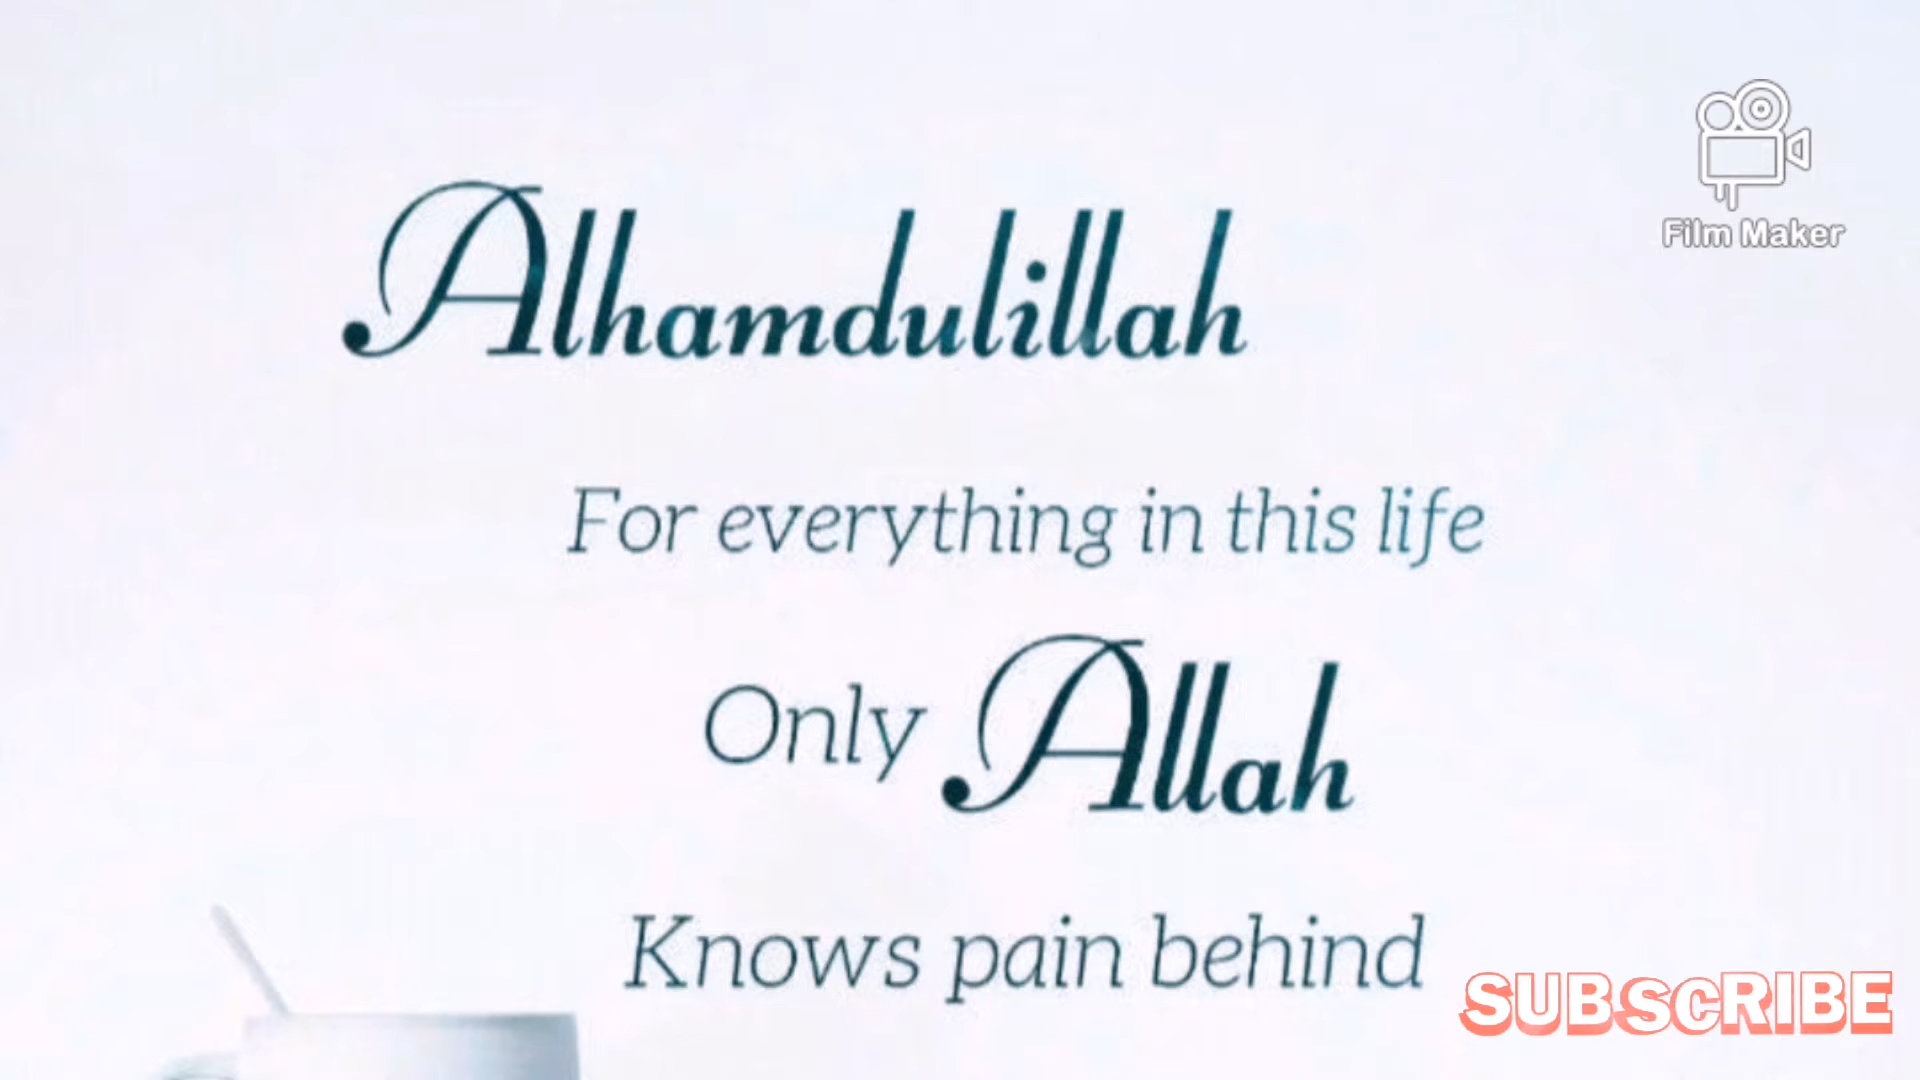 Film Maker
Alhamdulillah
For everything in this life
Only Allah
Knows pain behind
SUBSCRIBE